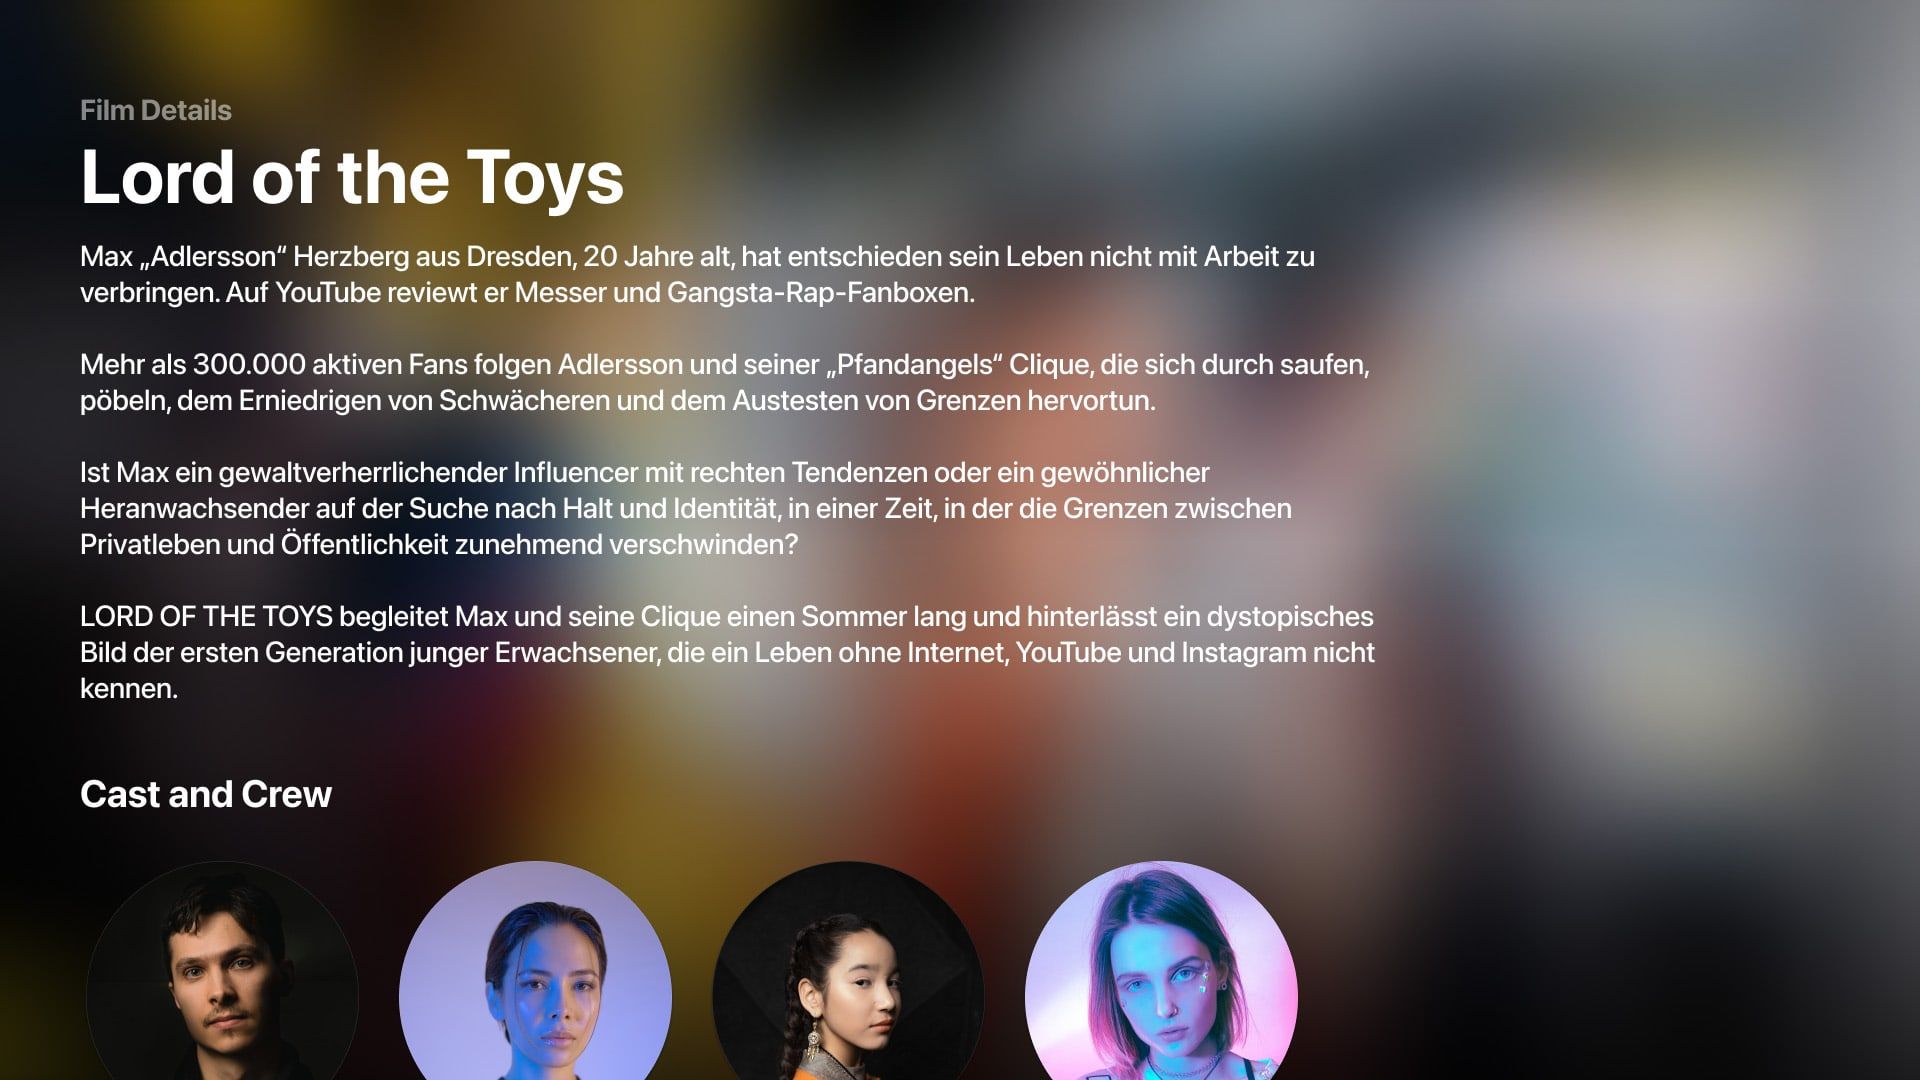 Film Details
Lord of the Toys
Max „Adlersson“ Herzberg aus Dresden, 20 Jahre alt, hat entschieden sein Leben nicht mit Arbeit zu
verbringen. Auf YouTube reviewt er Messer und Gangsta-Rap-Fanboxen.
Mehr als 300.000 aktiven Fans folgen Adlersson und seiner „Pfandangels“ Clique, die sich durch saufen,
pöbeln, dem Erniedrigen von Schwächeren und dem Austesten von Grenzen hervortun.
Ist Max ein gewaltverherrlichender Influencer mit rechten Tendenzen oder ein gewöhnlicher
Heranwachsender auf der Suche nach Halt und Identität, in einer Zeit, in der die Grenzen zwischen
Privatleben und Öffentlichkeit zunehmend verschwinden?
LORD OF THE TOYS begleitet Max und seine Clique einen Sommer lang und hinterlässt ein dystopisches
Bild der ersten Generation junger Erwachsener, die ein Leben ohne Internet, YouTube und Instagram nicht
kennen.
Cast and Crew